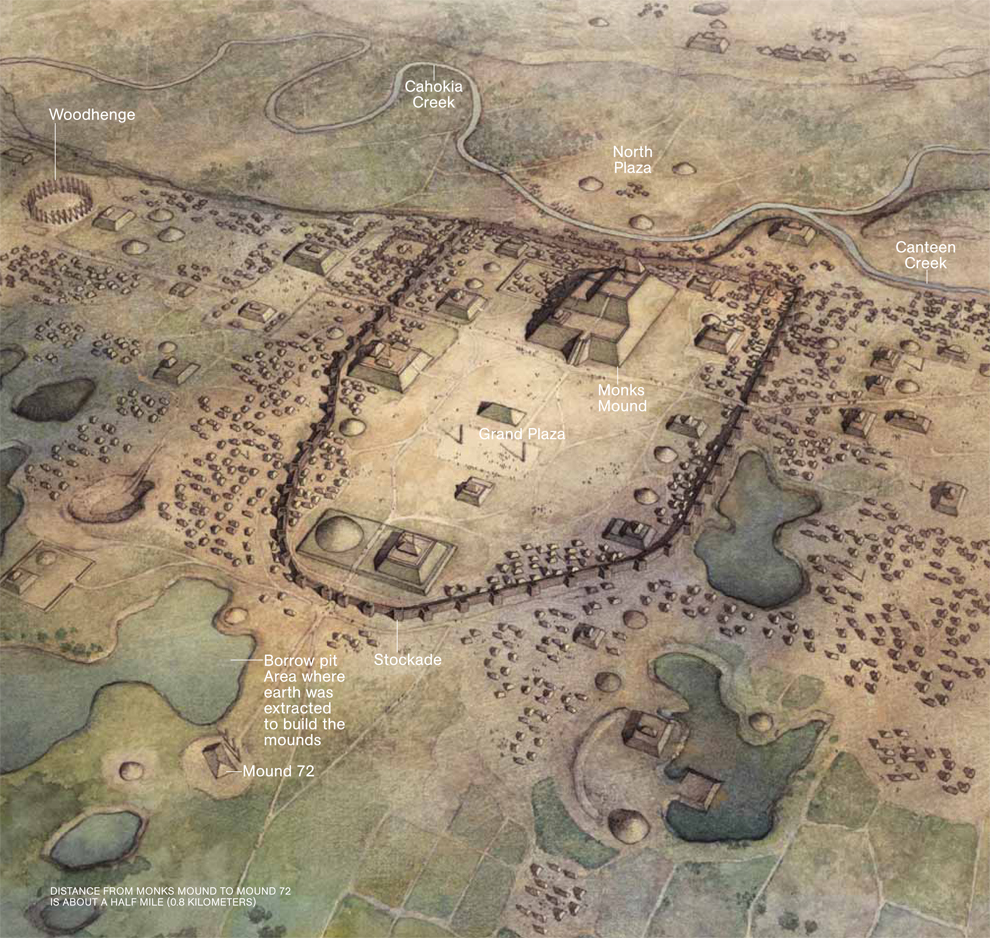 Cahokia
Creek
Woodhenge
North
Plaza
Canteen
Creek
Monks
Mound
Grand Plaza
Stockade
Borrow pit
Area where
earth was
extracted
to build the
mounds
Mound 72
DISTANCE FROM MONKS MOUND TO MOUND 72
IS ABOUT A HALF MILE (0.8 KILOMETERS)